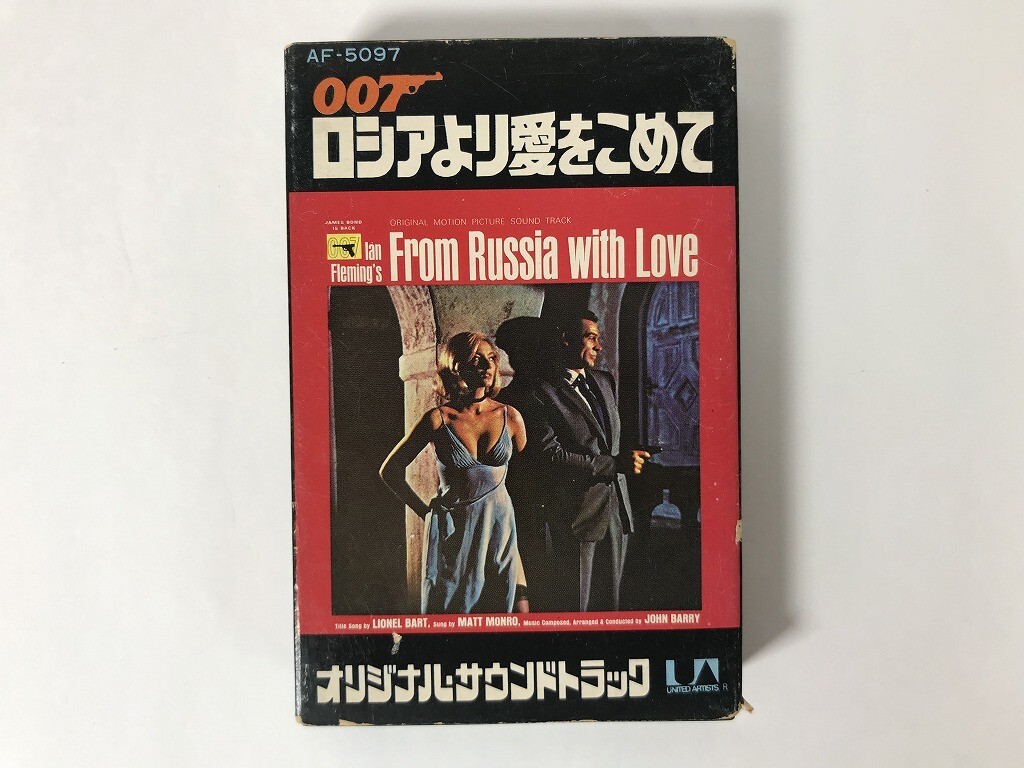 AF-5097
007
ロシアより愛をこめて
JAMES BOND
IS BACK
007
ORIGINAL MOTION PICTURE SOUND TRACK
Ian
Fleming's
From Russia with Love
Title Song by LIONEL BART, Sung by MATT MONRO, Music Composed, Arranged & Conducted by JOHN BARRY
オリジナル・サウンドトラック
UA
UNITED ARTISTS R